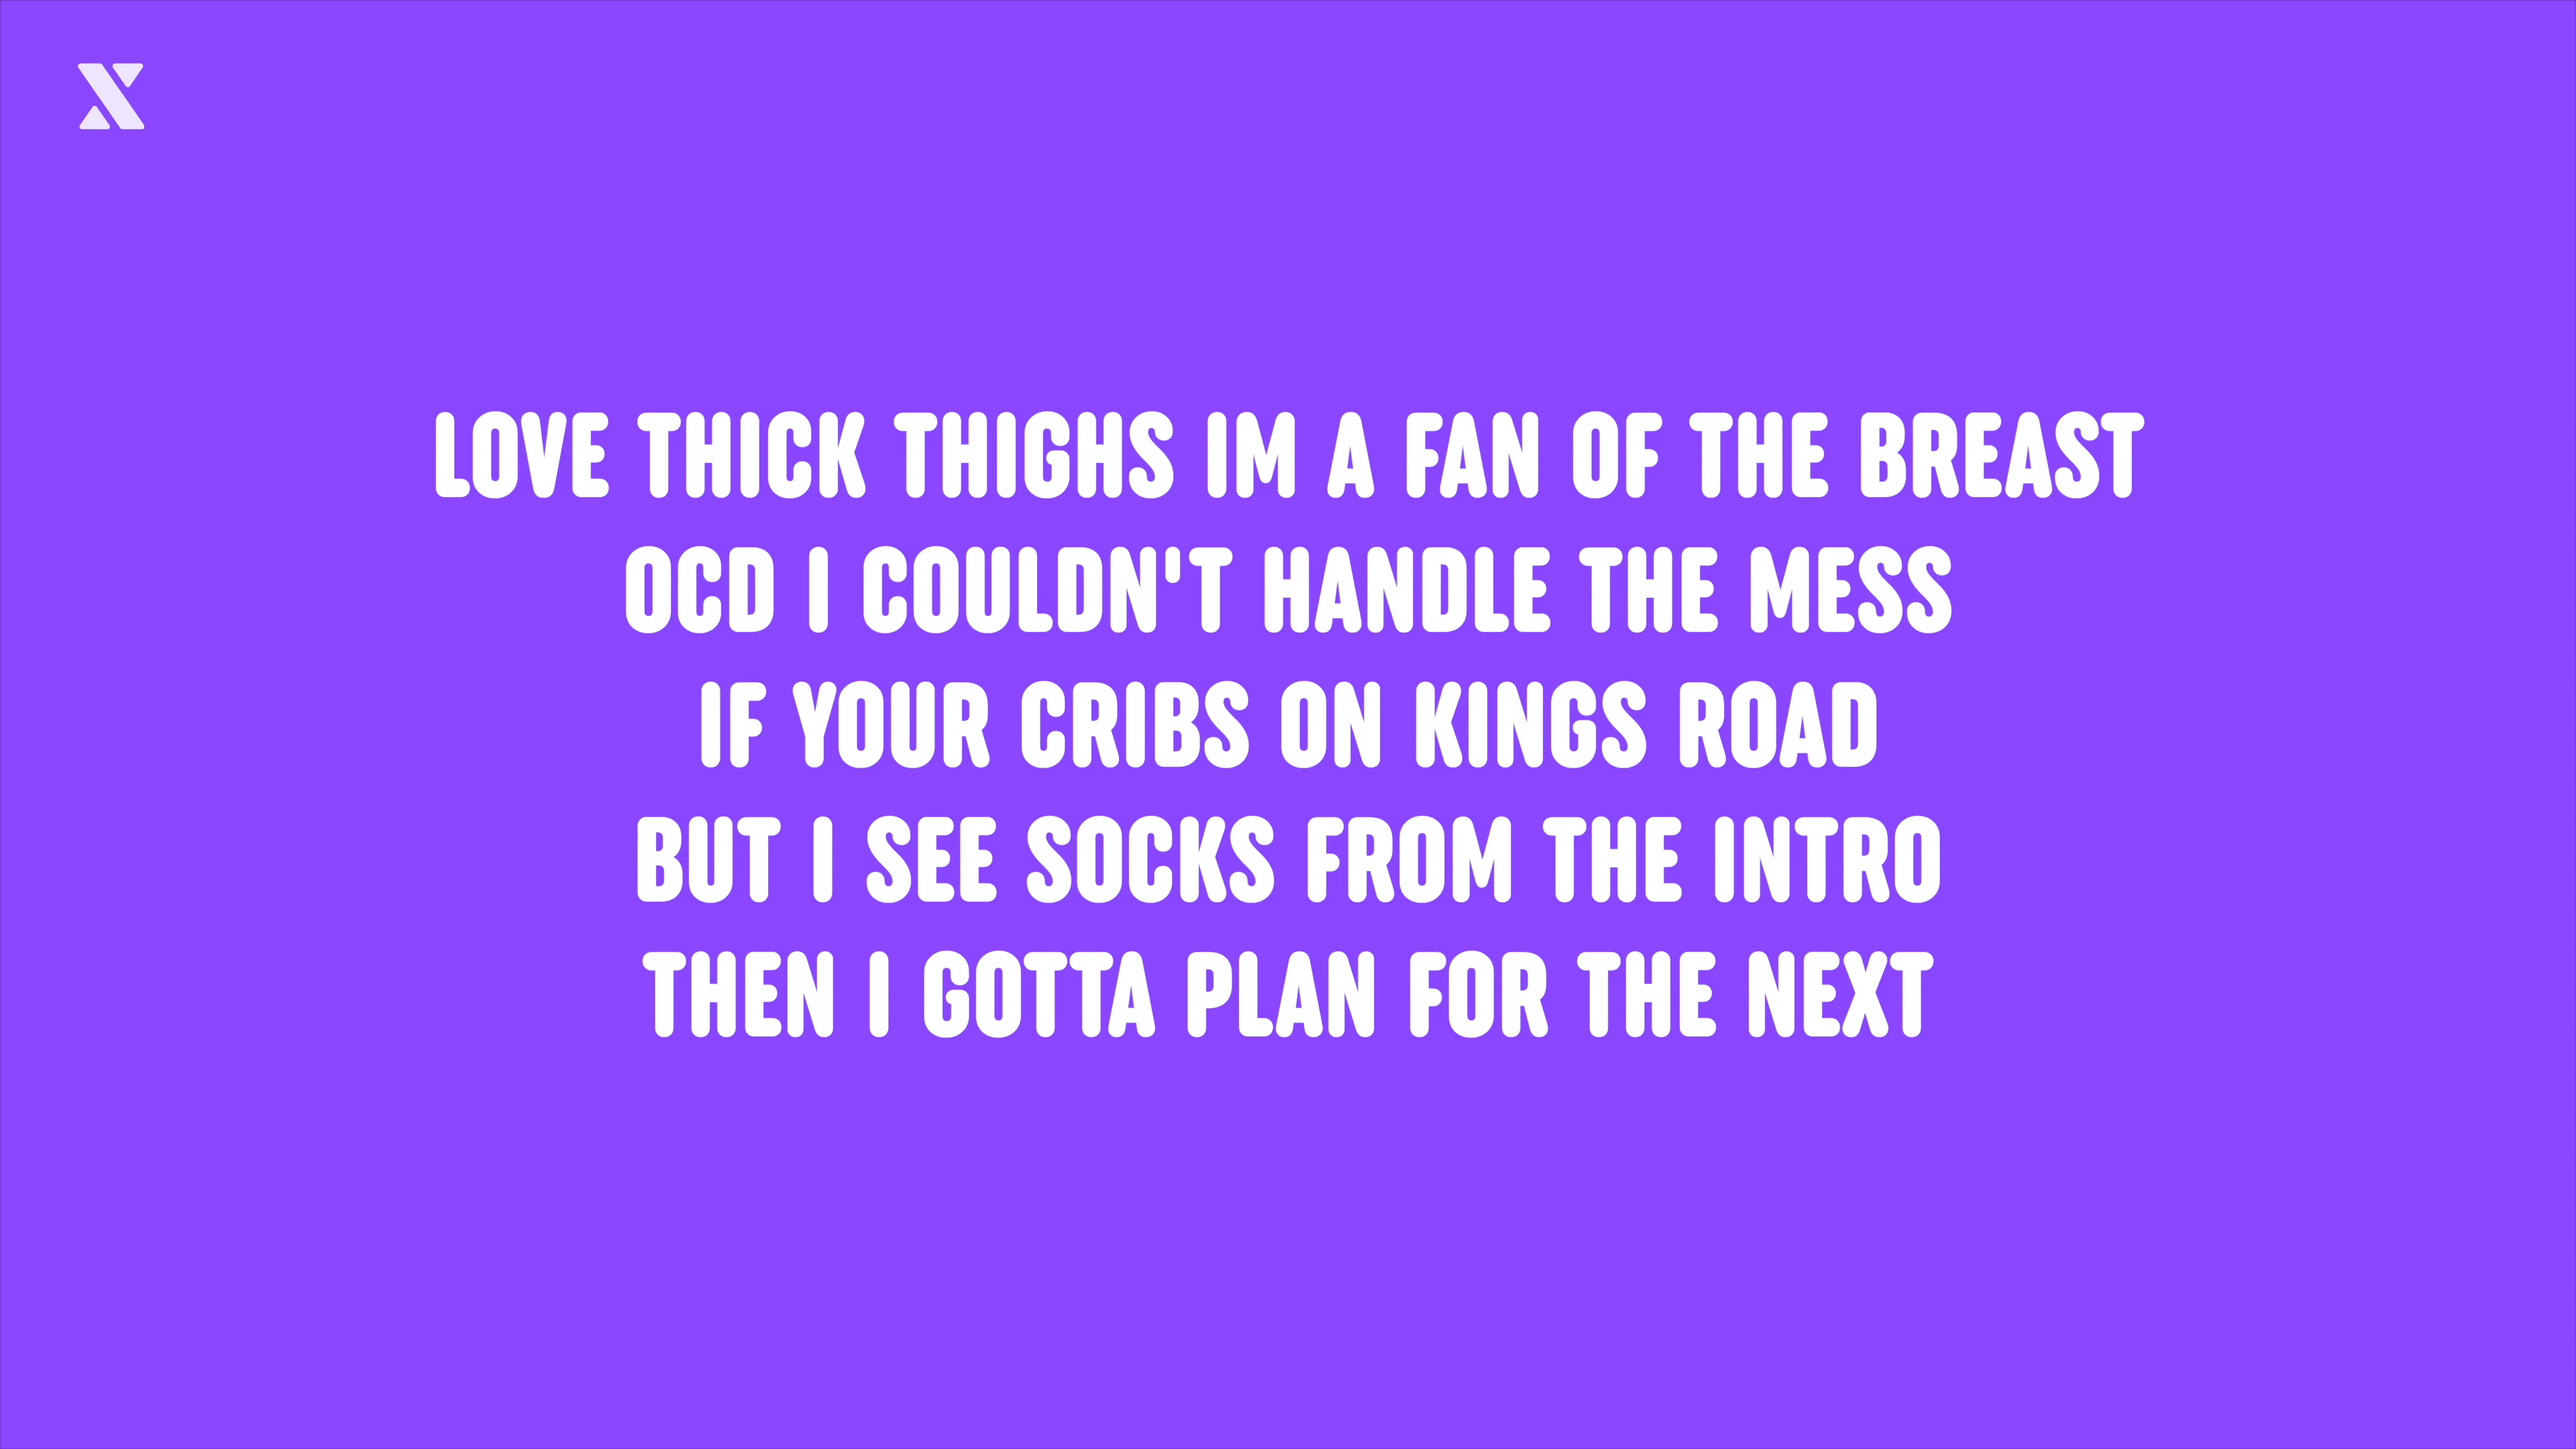 LOVE THICK THIGHS IM A FAN OF THE BREAST
OCD I COULDN'T HANDLE THE MESS
IF YOUR CRIBS ON KINGS ROAD
BUT I SEE SOCKS FROM THE INTRO
THEN I GOTTA PLAN FOR THE NEXT